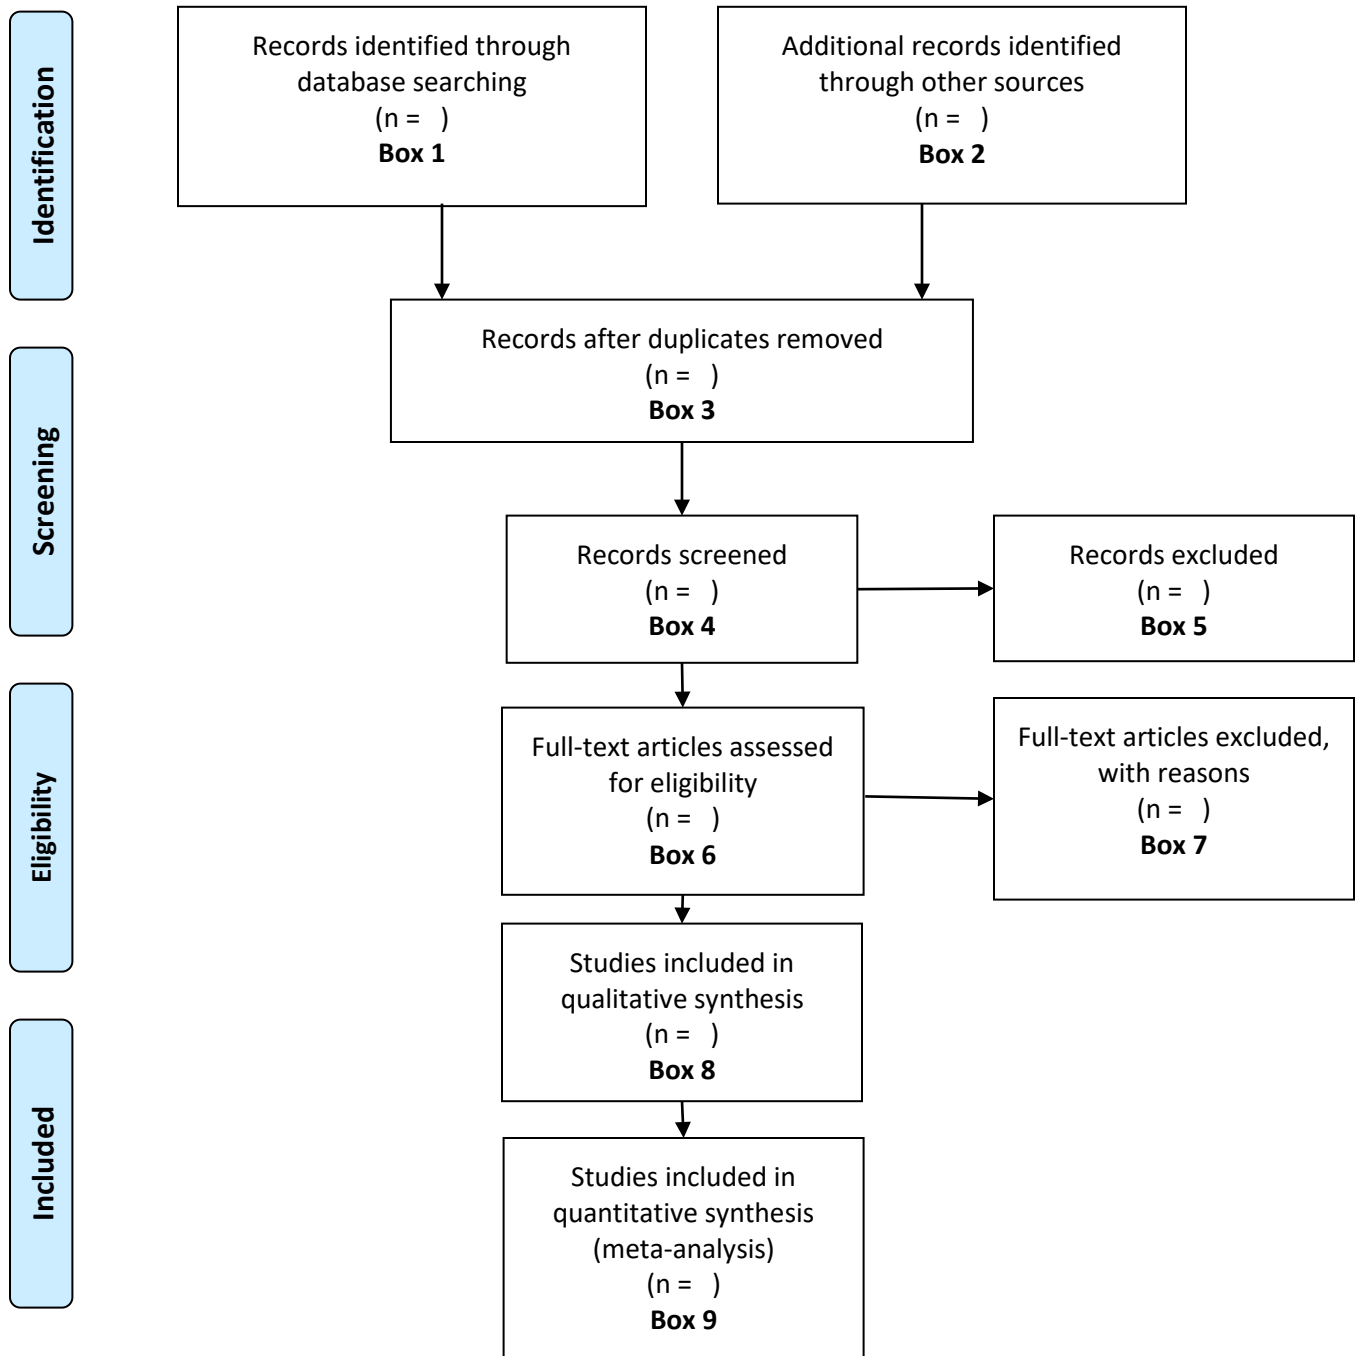 Identification
Records identified through
database searching
(n =   )
Box 1
Additional records identified
through other sources
(n =   )
Box 2
Records after duplicates removed
(n =   )
Box 3
Screening
Records screened
(n =   )
Box 4
Records excluded
(n =   )
Box 5
Eligibility
Full-text articles assessed
for eligibility
(n =   )
Box 6
Full-text articles excluded,
with reasons
(n =   )
Box 7
Studies included in
qualitative synthesis
(n =   )
Box 8
Included
Studies included in
quantitative synthesis
(meta-analysis)
(n =   )
Box 9